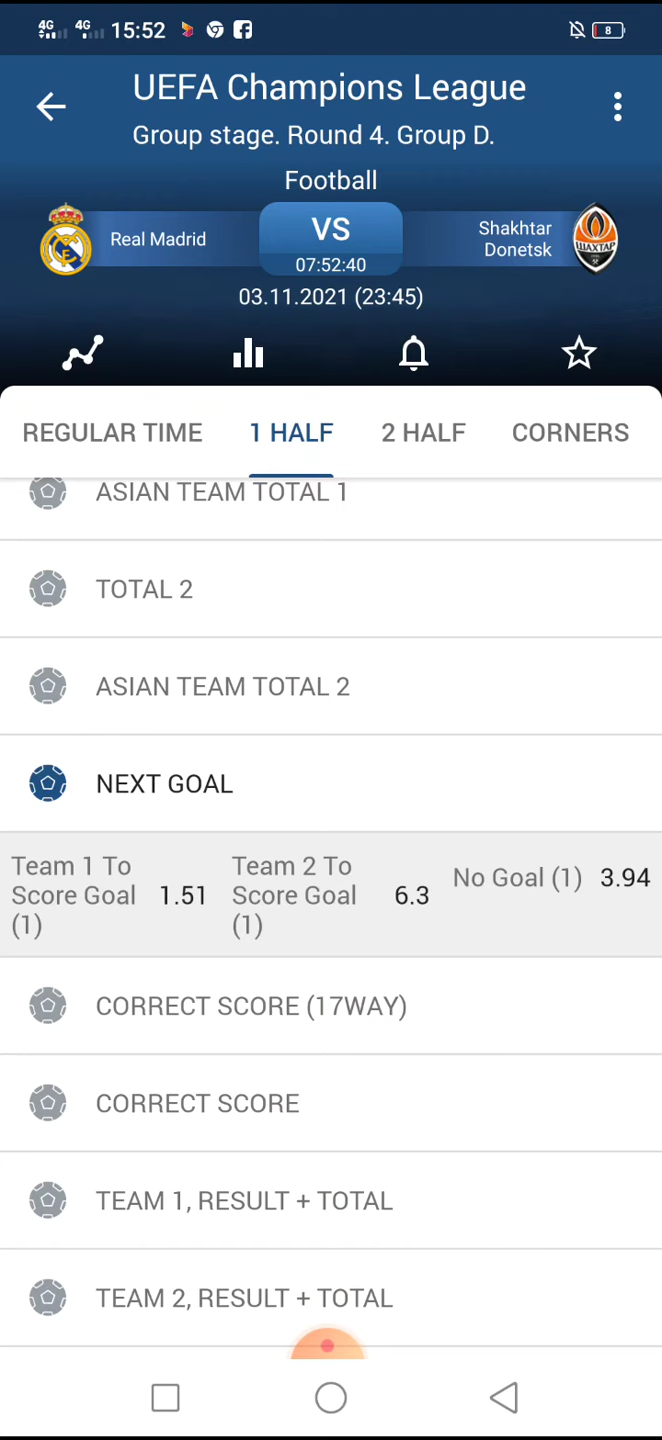 4G 4G 15:52 8
UEFA Champions League
Group stage. Round 4. Group D.
Football
Real Madrid
VS
Shakhtar
Donetsk
ШАХТАР
07:52:40
03.11.2021 (23:45)
REGULAR TIME 1 HALF 2 HALF CORNERS
ASIAN TEAM TOTAL 1
TOTAL 2
ASIAN TEAM TOTAL 2
NEXT GOAL
Team 1 To
Score Goal
(1)
1.51
Team 2 To
Score Goal
(1)
6.3
No Goal (1) 3.94
CORRECT SCORE (17WAY)
CORRECT SCORE
TEAM 1, RESULT + TOTAL
TEAM 2, RESULT + TOTAL